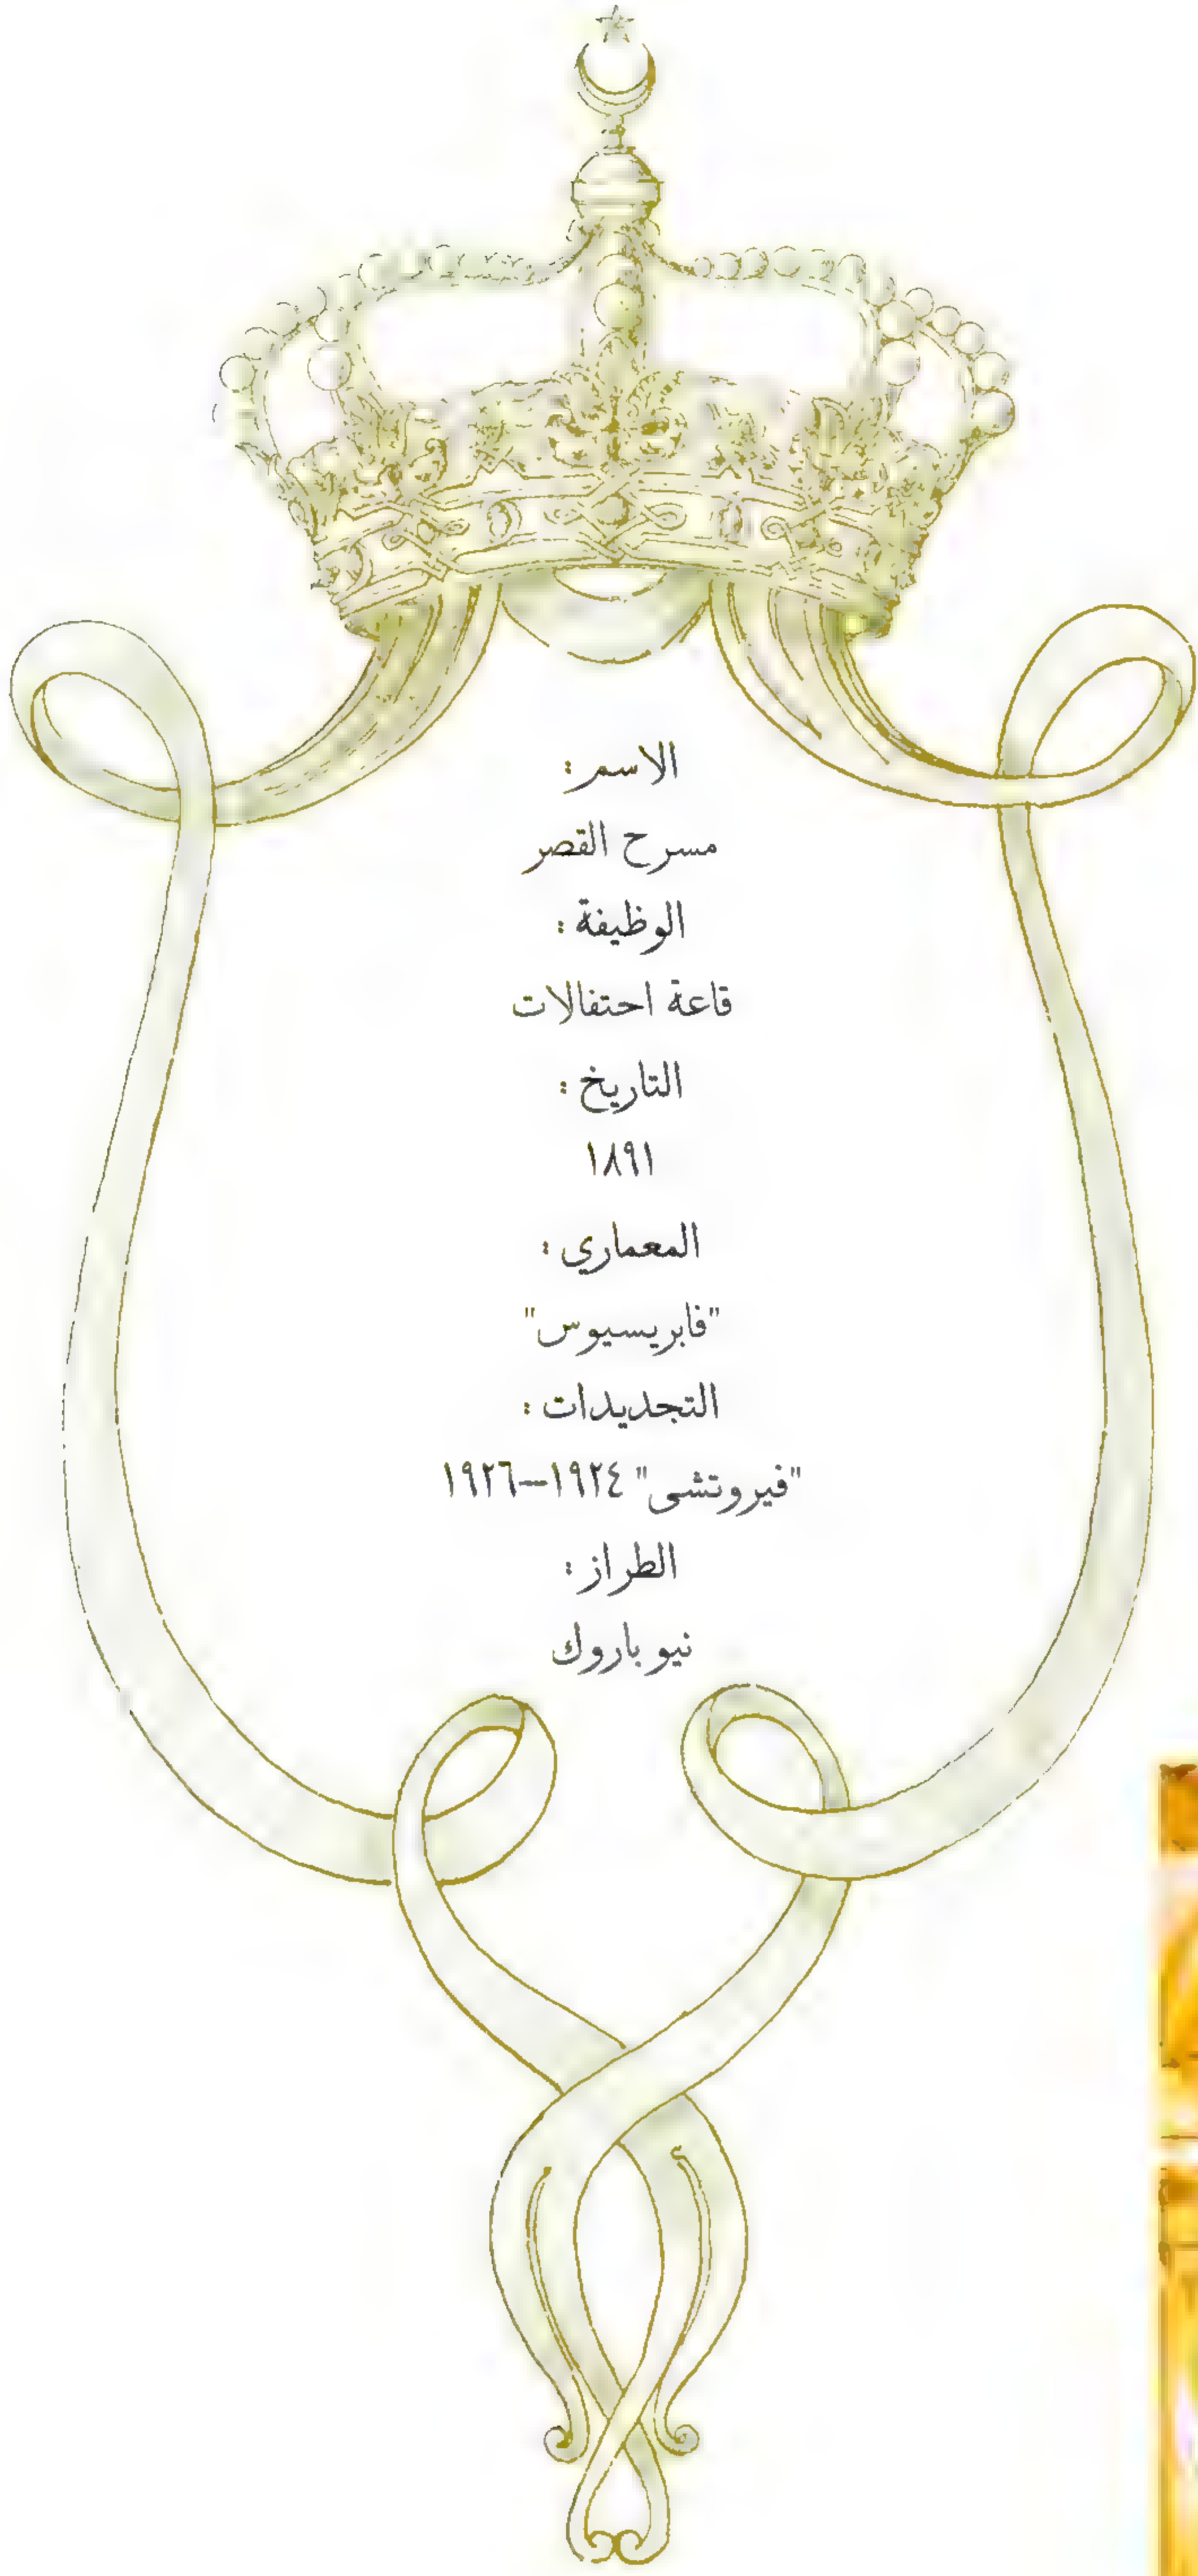 الاسم:
مسرح القصر
الوظيفة:
قاعة احتفالات
التاريخ:
١٨٩١
المعماري:
"فابريسيوس"
التجديدات:
"فيروتشى" ١٩٢٤–١٩٢٦
الطراز:
نيو باروك